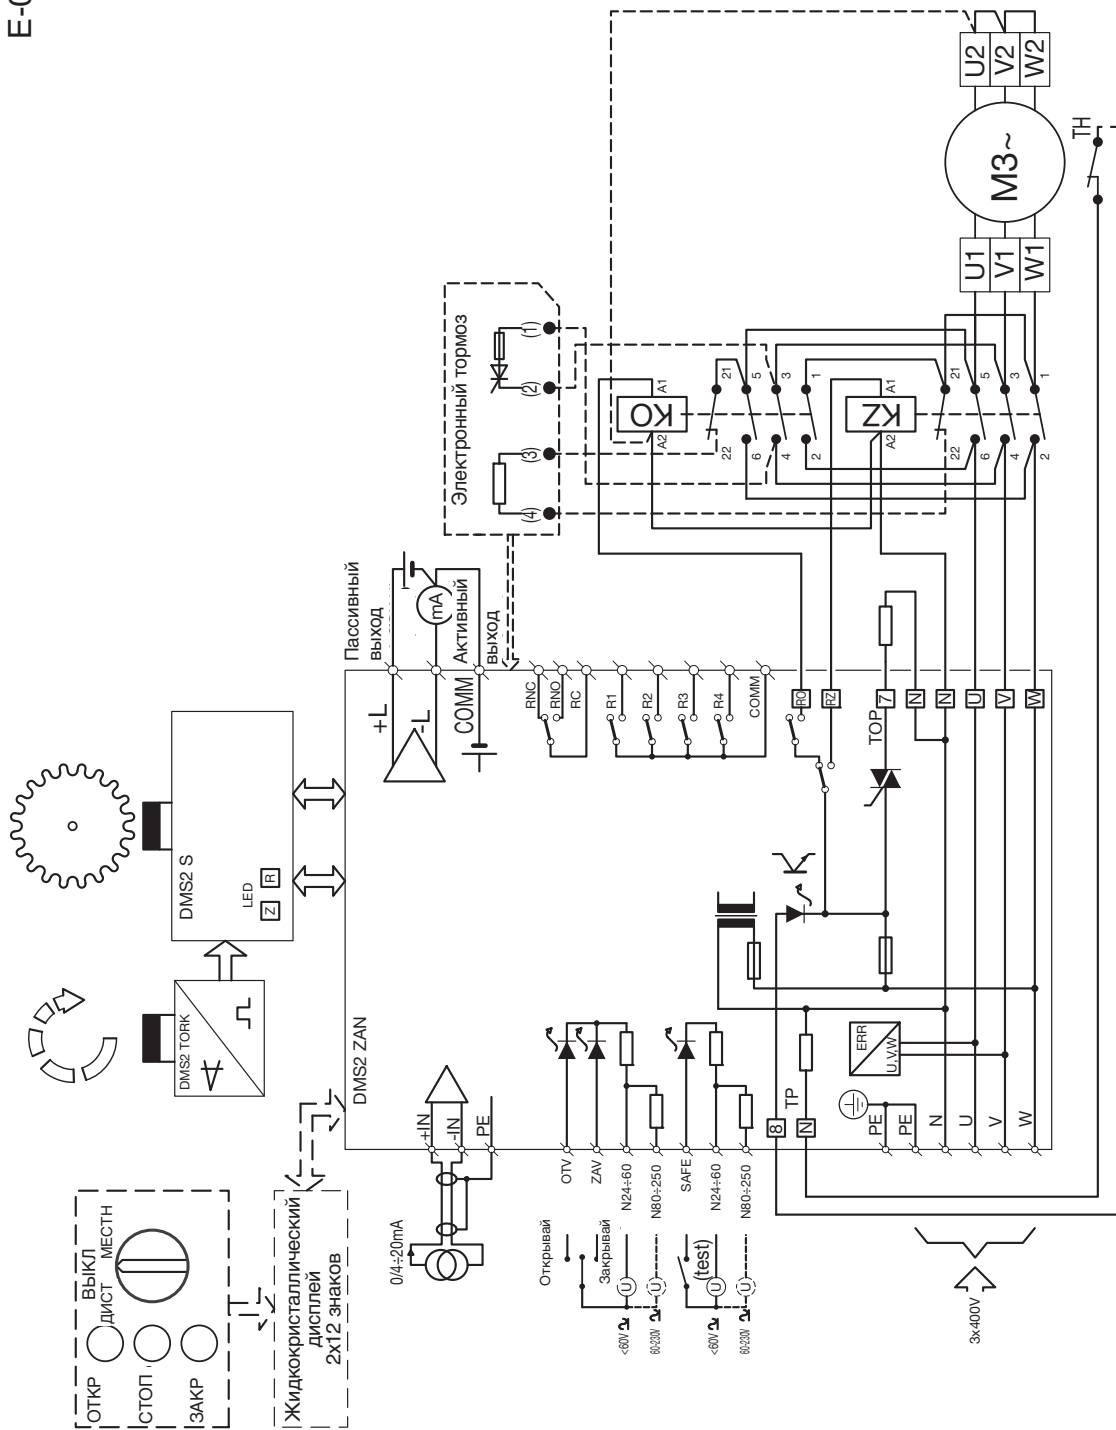 E-0
ОТКР
СТОП
ЗАКР
ВЫКЛ
ДИСТ
МЕСТН
Жидкокристаллический
дисплей
2x12 знаков
DMS2 TORK
DMS2 S
LED
Z
R
DMS2 ZAN
0/4÷20mA
+IN
-IN
PE
Открывай
Закрывай
<60V
U
60-230V
U
(test)
<60V
U
60-230V
U
OTV
ZAV
N24÷60
N80÷250
SAFE
N24÷60
N80÷250
8
TP
N
PE
PE
N
U
V
W
3x400V
ERR
U,V,W
+L
-L
COMM
Пассивный
выход
mA
Активный
выход
RNC
RNO
RC
R1
R2
R3
R4
COMM
RO
RZ
TOP
7
N
N
U
V
W
Электронный тормоз
(4)
(3)
(2)
(1)
KO
A2
A1
22
21
6
5
4
3
2
1
KZ
A2
A1
22
21
6
5
4
3
2
1
U1
V1
W1
M3~
U2
V2
W2
TH